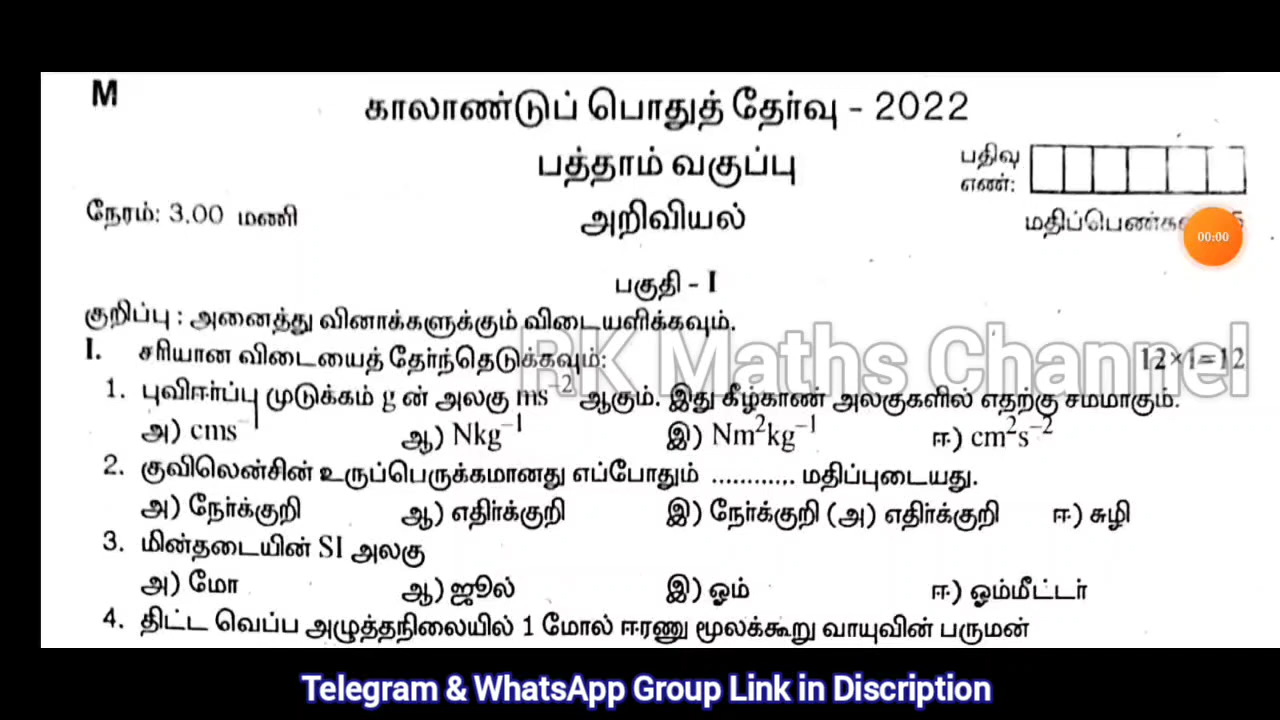 M
காலாண்டுப் பொதுத் தேர்வு - 2022
பத்தாம் வகுப்பு
பதிவு எண்:
நேரம்: 3.00 மணி
அறிவியல்
00:00
பகுதி - I
குறிப்பு : அனைத்து வினாக்களுக்கும் விடையளிக்கவும்.
RK Maths Channel
I. சரியான விடையைத் தேர்ந்தெடுக்கவும்: 12×1=12
1. புவிஈர்ப்பு முடுக்கம் g ன் அலகு ms⁻² ஆகும். இது கீழ்காண் அலகுகளில் எதற்கு சமமாகும்.
அ) cms⁻¹ ஆ) Nkg⁻¹ இ) Nm²kg⁻¹ ஈ) cm²s⁻²
2. குவிலென்சின் உருப்பெருக்கமானது எப்போதும் ............. மதிப்புடையது.
அ) நேர்க்குறி ஆ) எதிர்க்குறி இ) நேர்க்குறி (அ) எதிர்க்குறி ஈ) சுழி
3. மின்தடையின் SI அலகு
அ) மோ ஆ) ஜூல் இ) ஓம் ஈ) ஓம்மீட்டர்
4. திட்ட வெப்ப அழுத்தநிலையில் 1 மோல் ஈரணு மூலக்கூறு வாயுவின் பருமன்
Telegram & WhatsApp Group Link in Discription